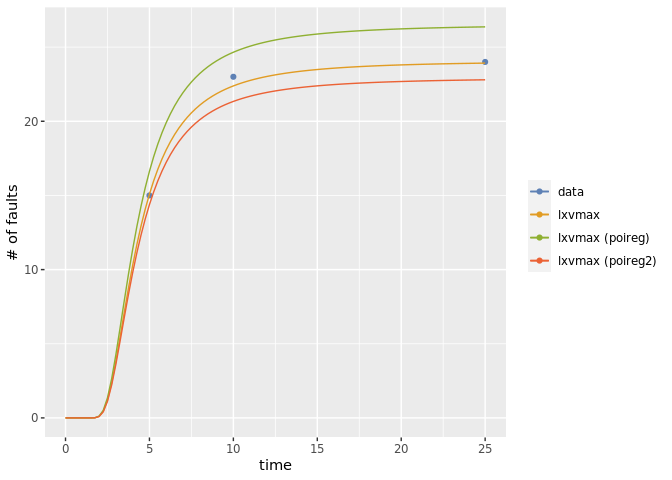 # of faults
20
10
0
0 5 10 15 20 25
time
data
lxvmax
lxvmax (poireg)
lxvmax (poireg2)